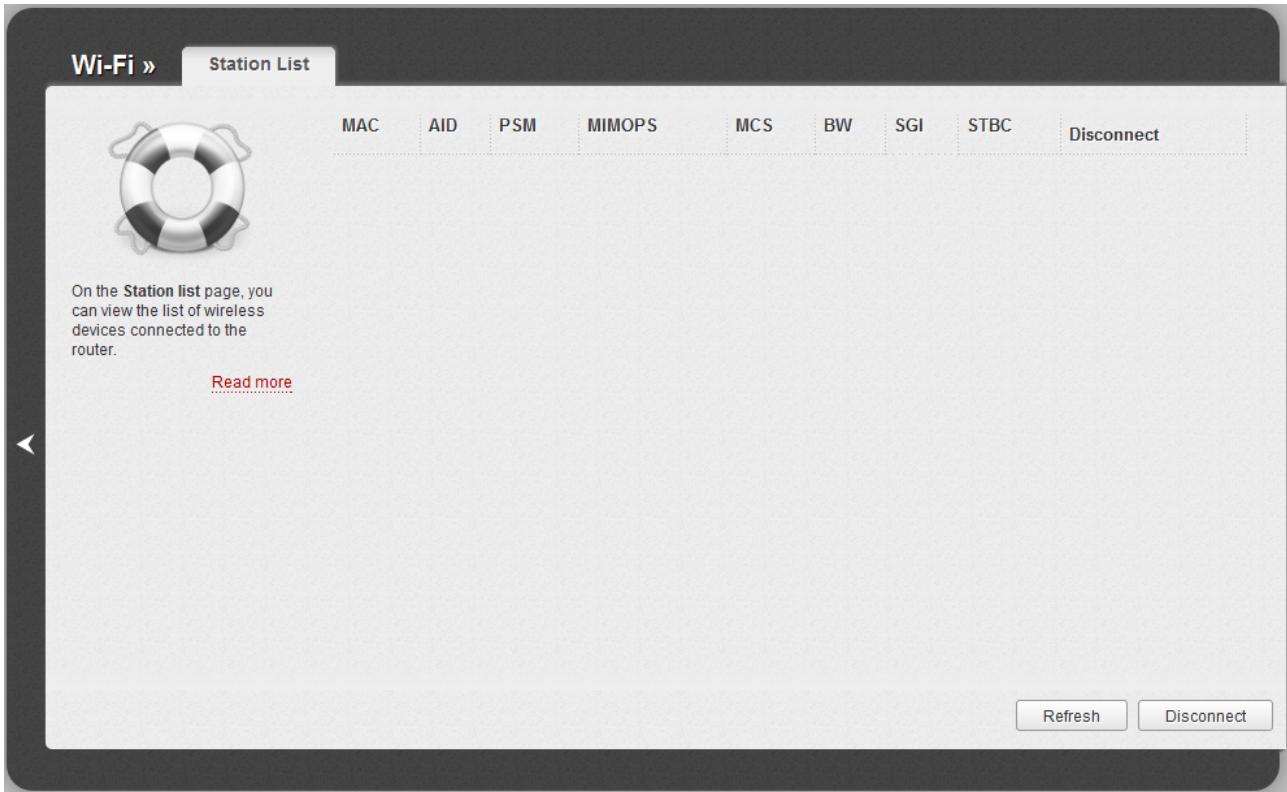 Wi-Fi » Station List
MAC AID PSM MIMOPS MCS BW SGI STBC Disconnect
On the Station list page, you
can view the list of wireless
devices connected to the
router.
Read more
Refresh Disconnect